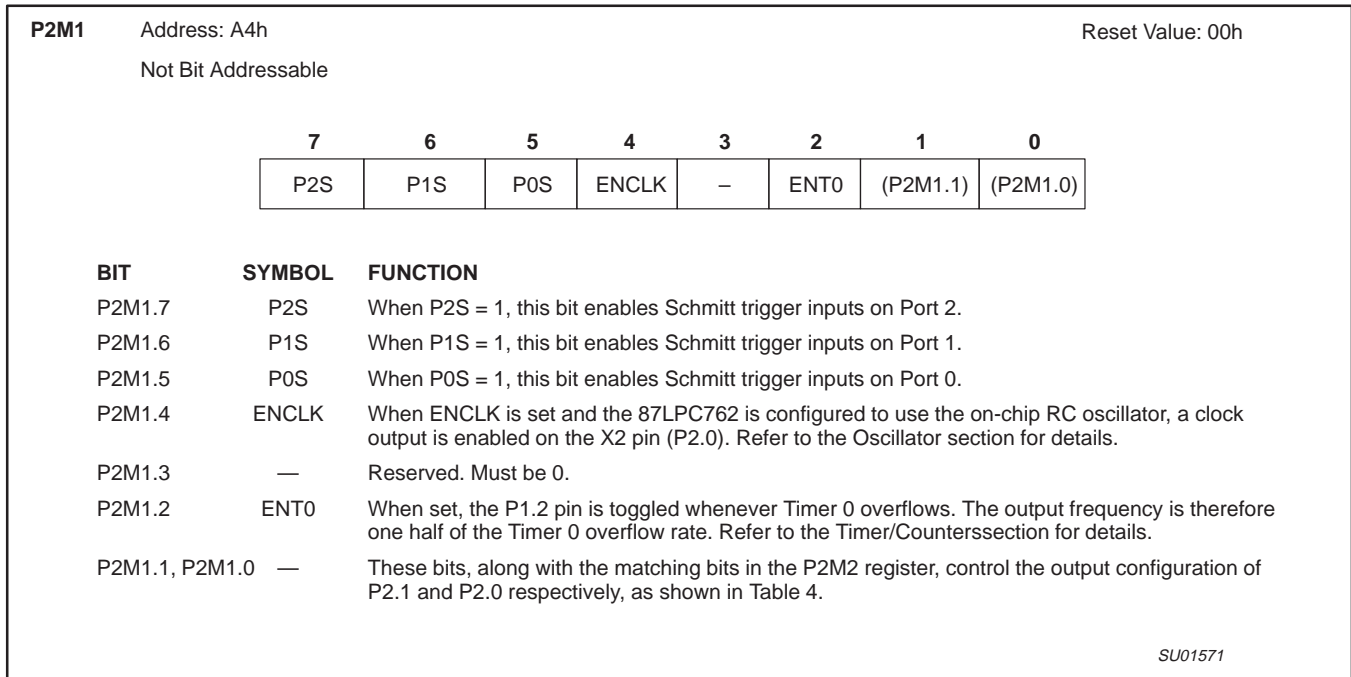 P2M1 Address: A4h Reset Value: 00h
Not Bit Addressable
7 6 5 4 3 2 1 0
P2S P1S P0S ENCLK – ENT0 (P2M1.1) (P2M1.0)
BIT SYMBOL FUNCTION
P2M1.7 P2S When P2S = 1, this bit enables Schmitt trigger inputs on Port 2.
P2M1.6 P1S When P1S = 1, this bit enables Schmitt trigger inputs on Port 1.
P2M1.5 P0S When P0S = 1, this bit enables Schmitt trigger inputs on Port 0.
P2M1.4 ENCLK When ENCLK is set and the 87LPC762 is configured to use the on-chip RC oscillator, a clock
output is enabled on the X2 pin (P2.0). Refer to the Oscillator section for details.
P2M1.3 — Reserved. Must be 0.
P2M1.2 ENT0 When set, the P1.2 pin is toggled whenever Timer 0 overflows. The output frequency is therefore
one half of the Timer 0 overflow rate. Refer to the Timer/Counterssection for details.
P2M1.1, P2M1.0 — These bits, along with the matching bits in the P2M2 register, control the output configuration of
P2.1 and P2.0 respectively, as shown in Table 4.
SU01571